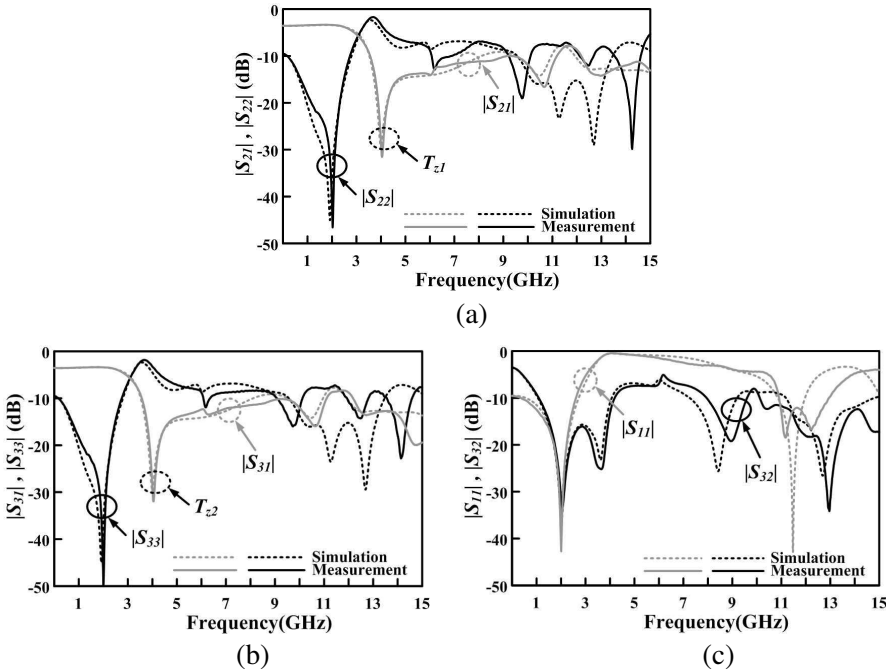 0
-10
-20
-30
-40
-50
|S21| , |S22| (dB)
|S21|
Tz1
|S22|
Simulation
Measurement
1 3 5 7 9 11 13 15
Frequency(GHz)
(a)
0
-10
-20
-30
-40
-50
|S31| , |S33| (dB)
|S31|
Tz2
|S33|
Simulation
Measurement
1 3 5 7 9 11 13 15
Frequency(GHz)
(b)
0
-10
-20
-30
-40
-50
|S11| , |S32| (dB)
|S11|
|S32|
Simulation
Measurement
1 3 5 7 9 11 13 15
Frequency(GHz)
(c)